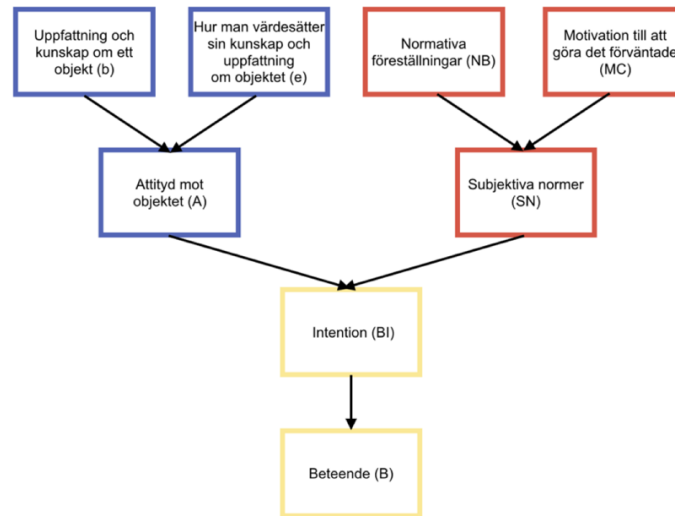 Uppfattning och
kunskap om ett
objekt (b)
Hur man värdesätter
sin kunskap och
uppfattning
om objektet (e)
Normativa
föreställningar (NB)
Motivation till att
göra det förväntade
(MC)
Attityd mot
objektet (A)
Subjektiva normer
(SN)
Intention (BI)
Beteende (B)